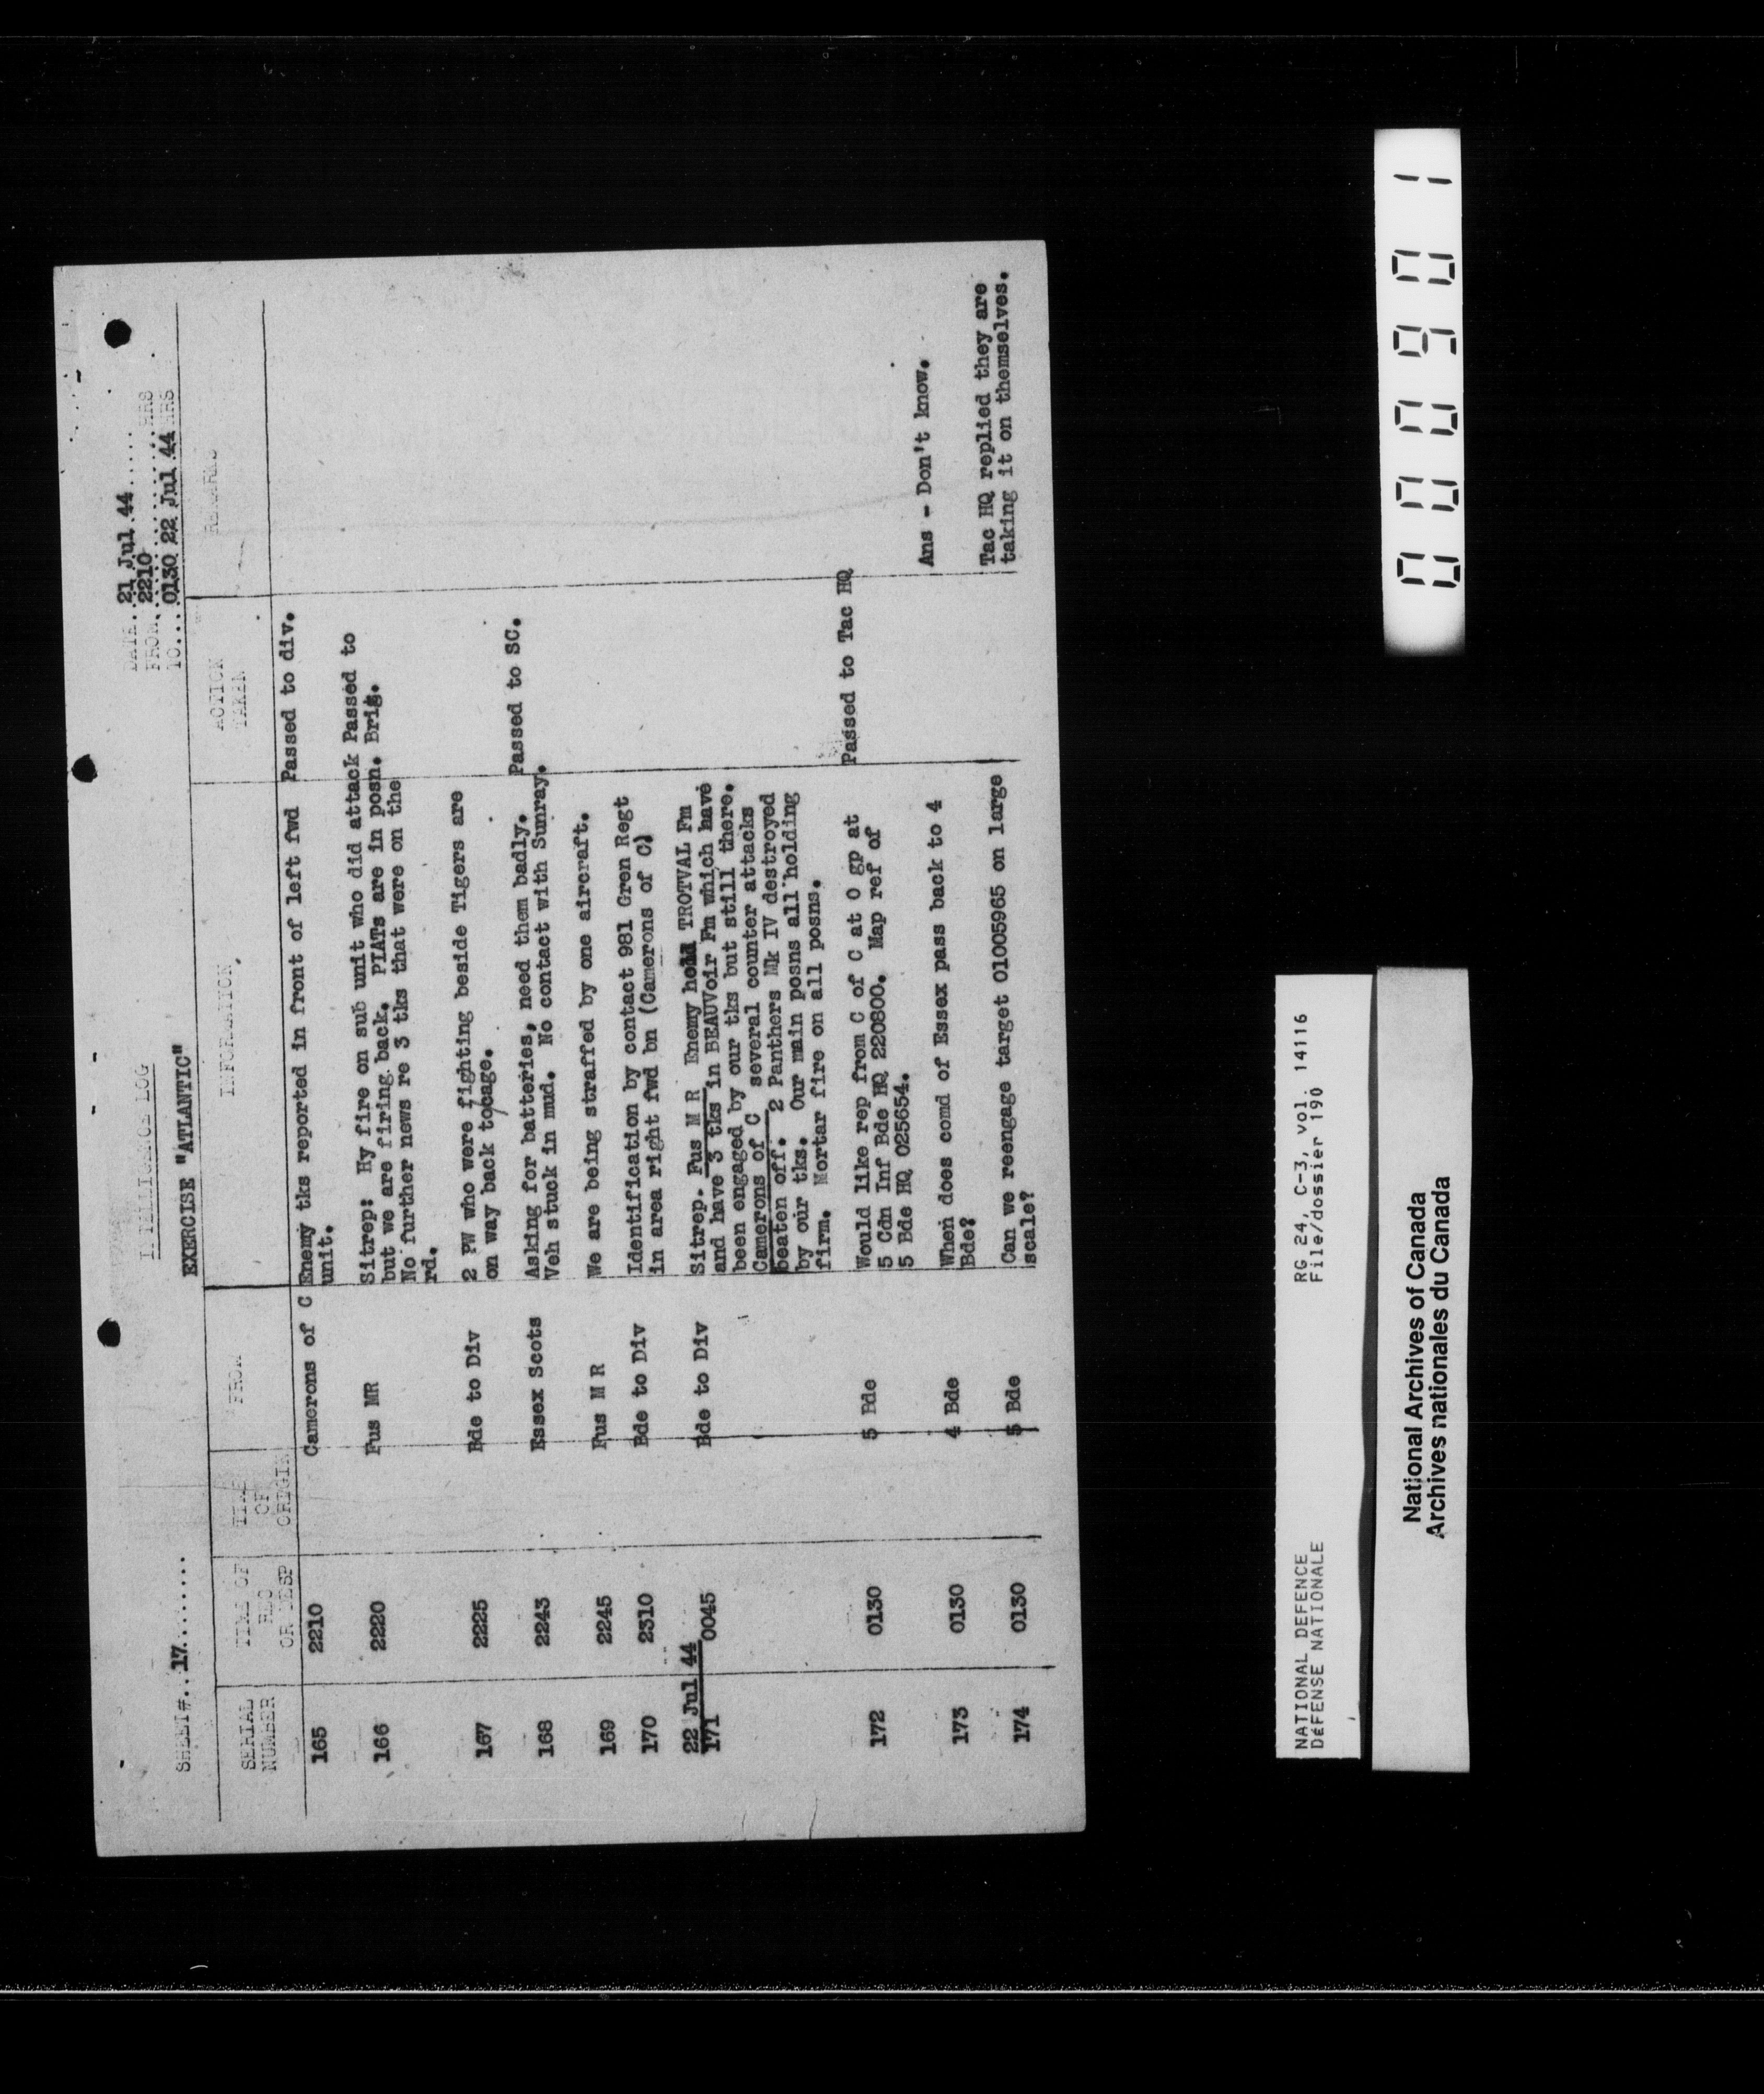 INTELLIGENCE LOG
SHEET#..17........
EXERCISE "ATLANTIC"
DATE..21 Jul 44.....
FROM..2210..........HRS
TO...0130 22 Jul 44 HRS
SERIAL NUMBER
TIME OF REC OR DESP
TIME OF ORIGIN
FROM
INFORMATION
ACTION TAKEN
REMARKS
165 2210 Camerons of C Enemy tks reported in front of left fwd Passed to div.
unit.
166 2220 Fus MR Sitrep: Hy fire on sub unit who did attack Passed to
but we are firing back. PIATs are in posn. Brig.
No further news re 3 tks that were on the
rd.
167 2225 Bde to Div 2 PW who were fighting beside Tigers are
on way back to/cage.
168 2243 Essex Scots Asking for batteries, need them badly. Passed to SC.
Veh stuck in mud. No contact with Sunray.
169 2245 Fus M R We are being straffed by one aircraft.
170 2310 Bde to Div Identification by contact 981 Gren Regt
in area right fwd bn (Camerons of C)
22 Jul 44
171 0045 Bde to Div Sitrep. Fus M R Enemy hold TROTVAL Fm
and have 3 tks in BEAUVoir Fm which have
been engaged by our tks but still there.
Camerons of C several counter attacks
beaten off. 2 Panthers Mk IV destroyed
by our tks. Our main posns all holding
firm. Mortar fire on all posns.
172 0130 5 Bde Would like rep from C of C at O gp at Passed to Tac HQ
5 Cdn Inf Bde HQ 220800. Map ref of
5 Bde HQ 025654.
173 0130 4 Bde When does comd of Essex pass back to 4 Ans - Don't know.
Bde?
174 0130 5 Bde Can we reengage target 01005965 on large Tac HQ replied they are
scale? taking it on themselves.
0000901
NATIONAL DEFENCE RG 24, C-3, vol. 14116
DéFENSE NATIONALE File/dossier 190
National Archives of Canada
Archives nationales du Canada